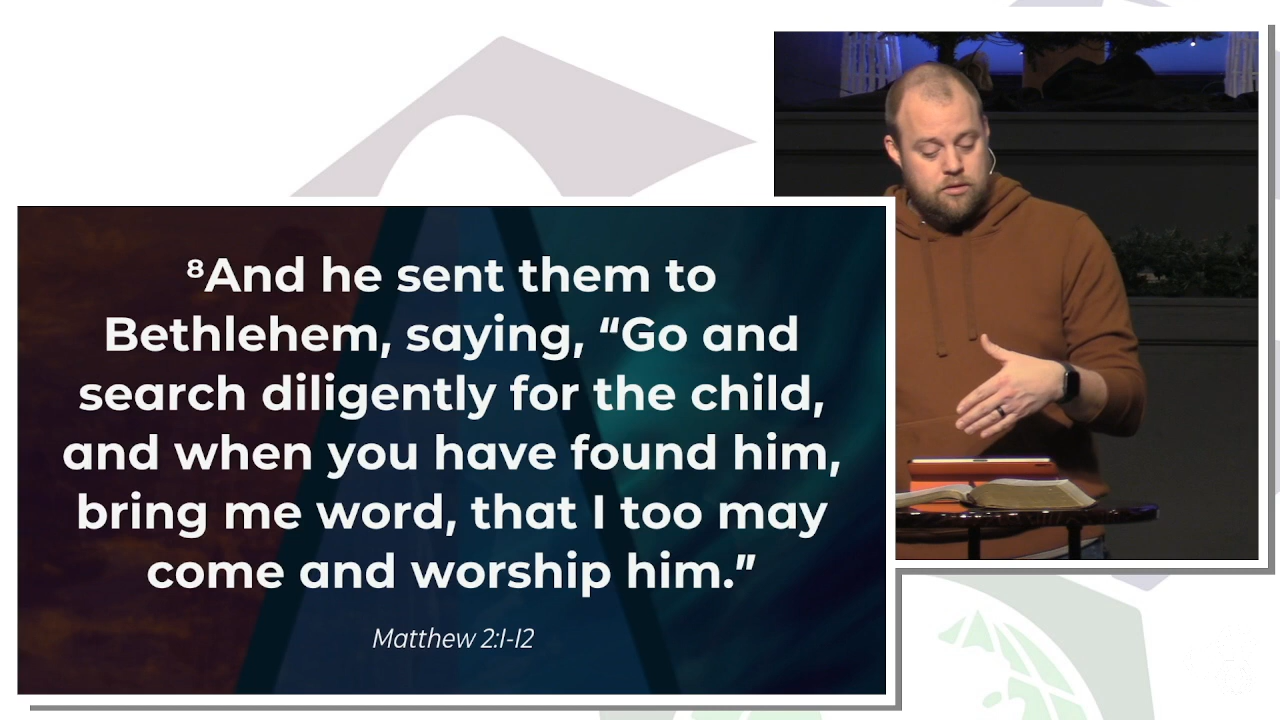 ⁸And he sent them to
Bethlehem, saying, “Go and
search diligently for the child,
and when you have found him,
bring me word, that I too may
come and worship him.”
Matthew 2:1-12